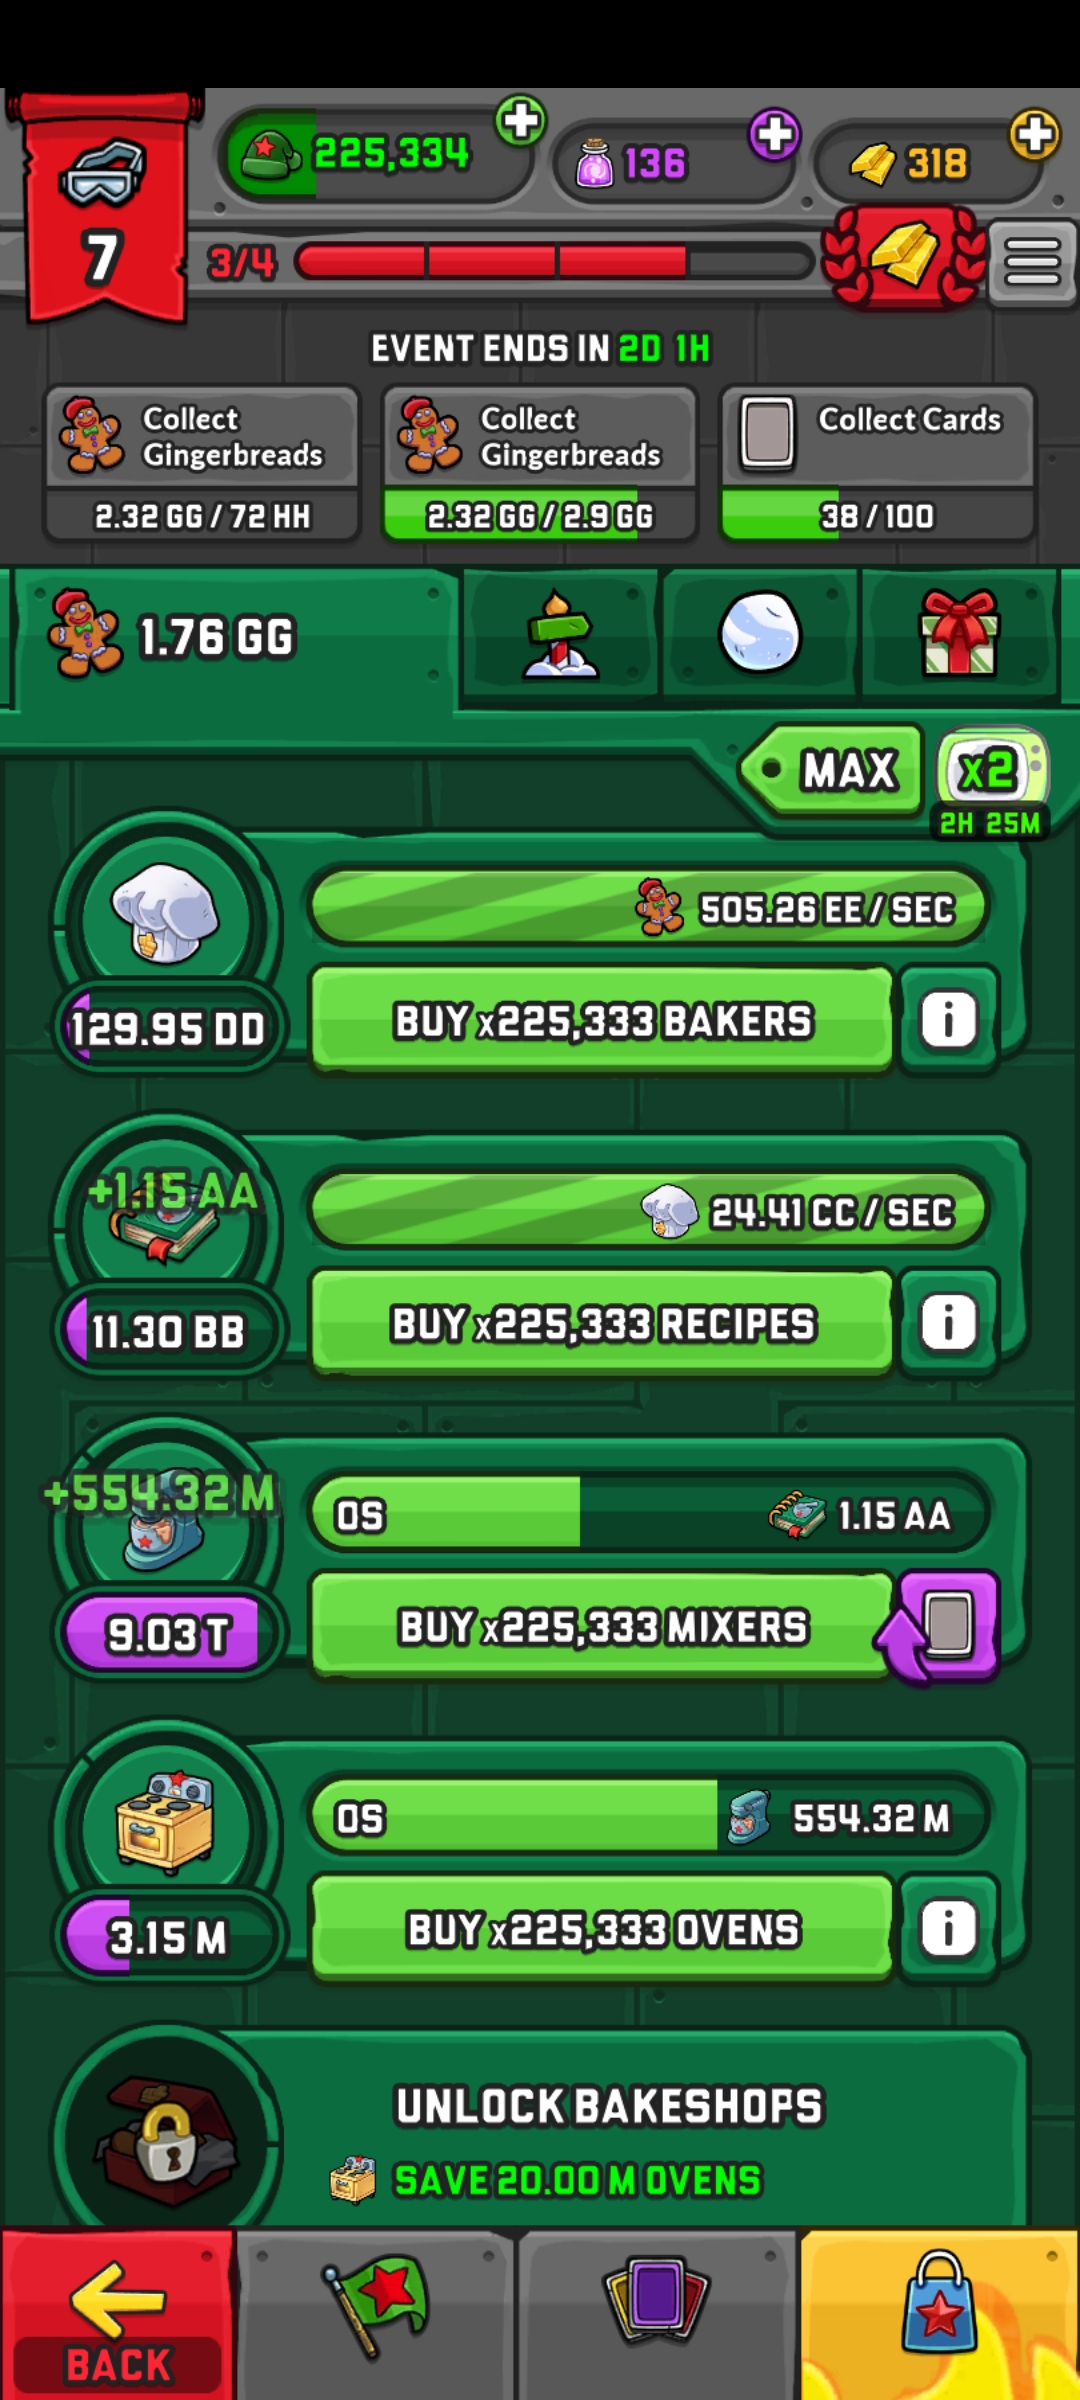 225,334
136
318
7
3/4
EVENT ENDS IN 2D 1H
Collect
Gingerbreads
2.32 GG / 72 HH
Collect
Gingerbreads
2.32 GG / 2.9 GG
Collect Cards
38 / 100
1.76 GG
MAX
x2
2H 25M
505.26 EE / SEC
129.95 DD
BUY x225,333 BAKERS
i
+1.15 AA
24.41 CC / SEC
11.30 BB
BUY x225,333 RECIPES
i
+554.32 M
0S
1.15 AA
9.03 T
BUY x225,333 MIXERS
0S
554.32 M
3.15 M
BUY x225,333 OVENS
i
UNLOCK BAKESHOPS
SAVE 20.00 M OVENS
BACK